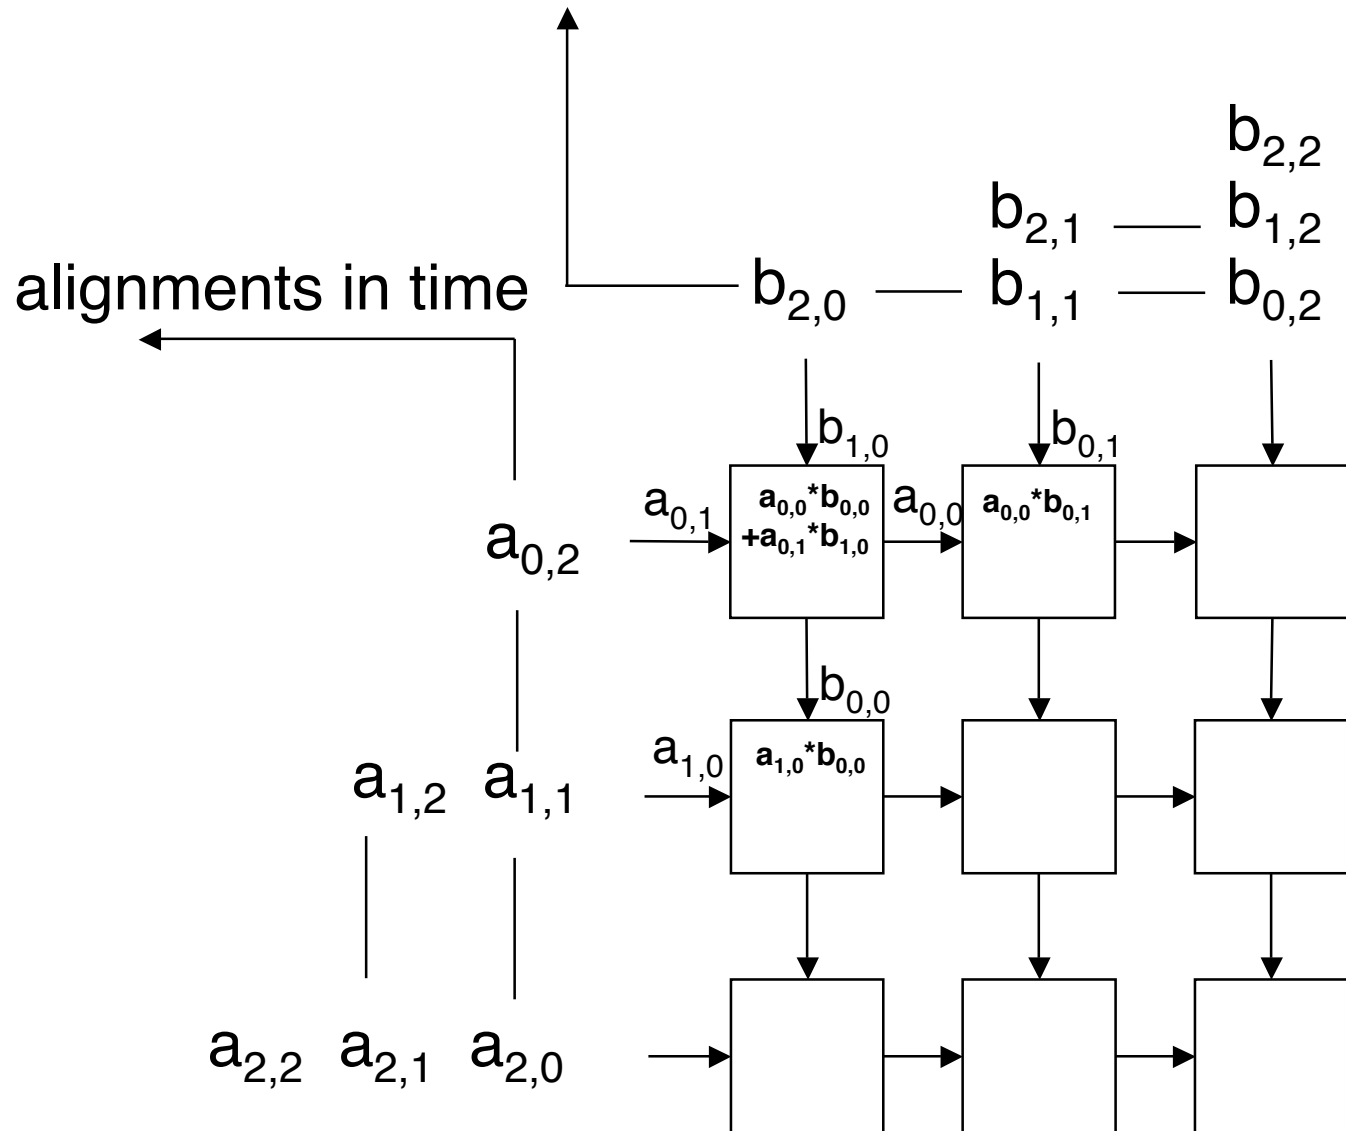 b2,2
b2,1 b1,2
alignments in time b2,0 b1,1 b0,2
b1,0 b0,1
a0,2 a0,1 a0,0*b0,0 a0,0 a0,0*b0,1
+a0,1*b1,0
b0,0
a1,2 a1,1 a1,0 a1,0*b0,0
a2,2 a2,1 a2,0